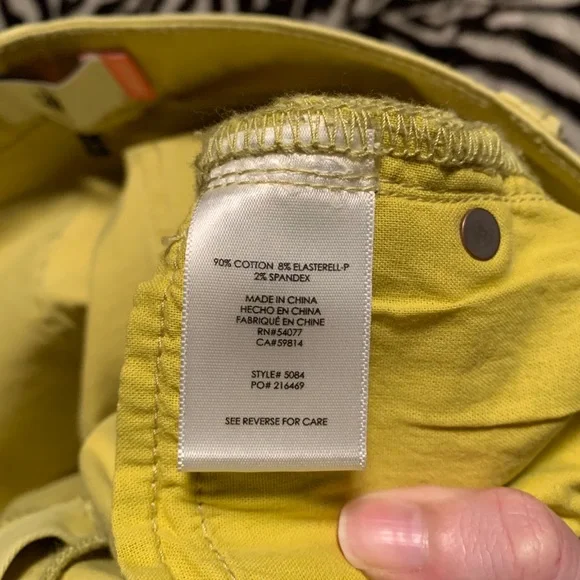 90% COTTON 8% ELASTERELL-P
2% SPANDEX
MADE IN CHINA
HECHO EN CHINA
FABRIQUÉ EN CHINE
RN#54077
CA#59814
STYLE# 5084
PO# 216469
SEE REVERSE FOR CARE